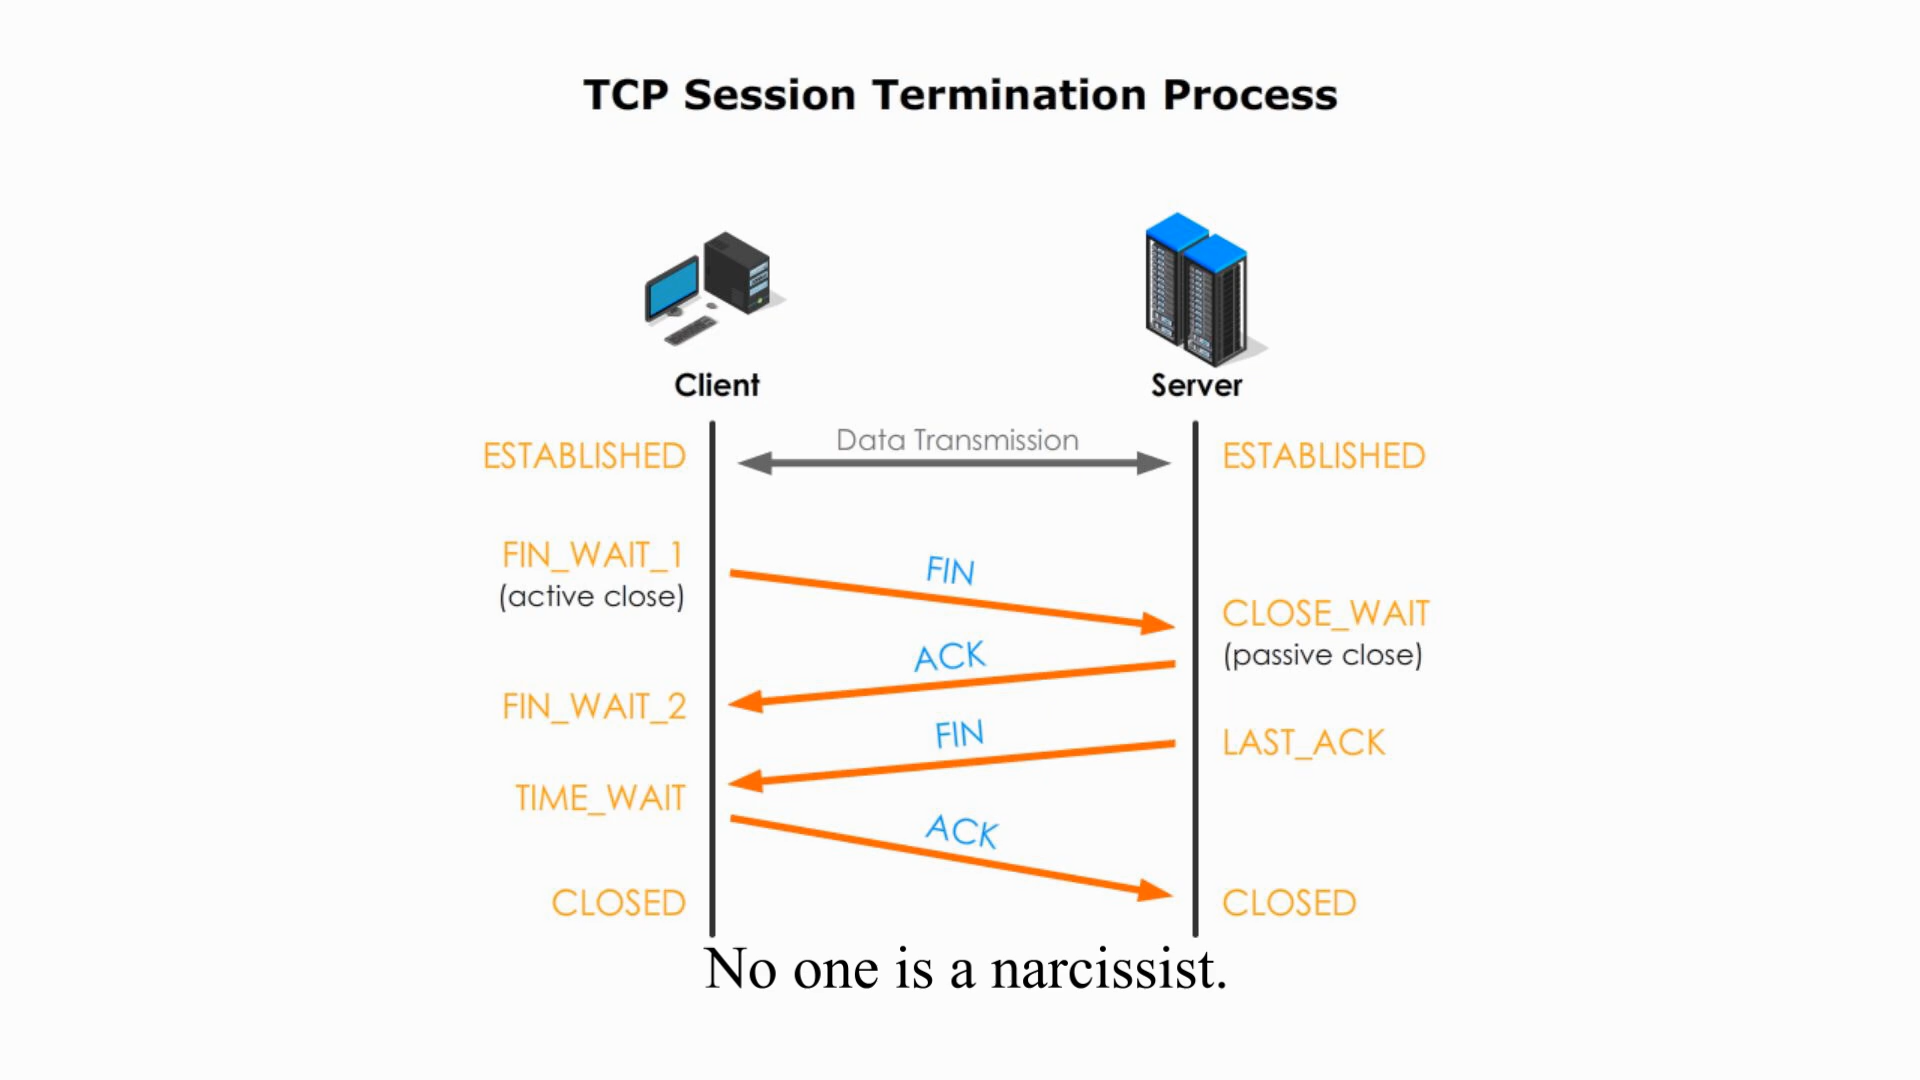 TCP Session Termination Process
Client
Server
ESTABLISHED
Data Transmission
ESTABLISHED
FIN_WAIT_1
(active close)
FIN
CLOSE_WAIT
(passive close)
ACK
FIN_WAIT_2
FIN
LAST_ACK
TIME_WAIT
ACK
CLOSED
CLOSED
No one is a narcissist.